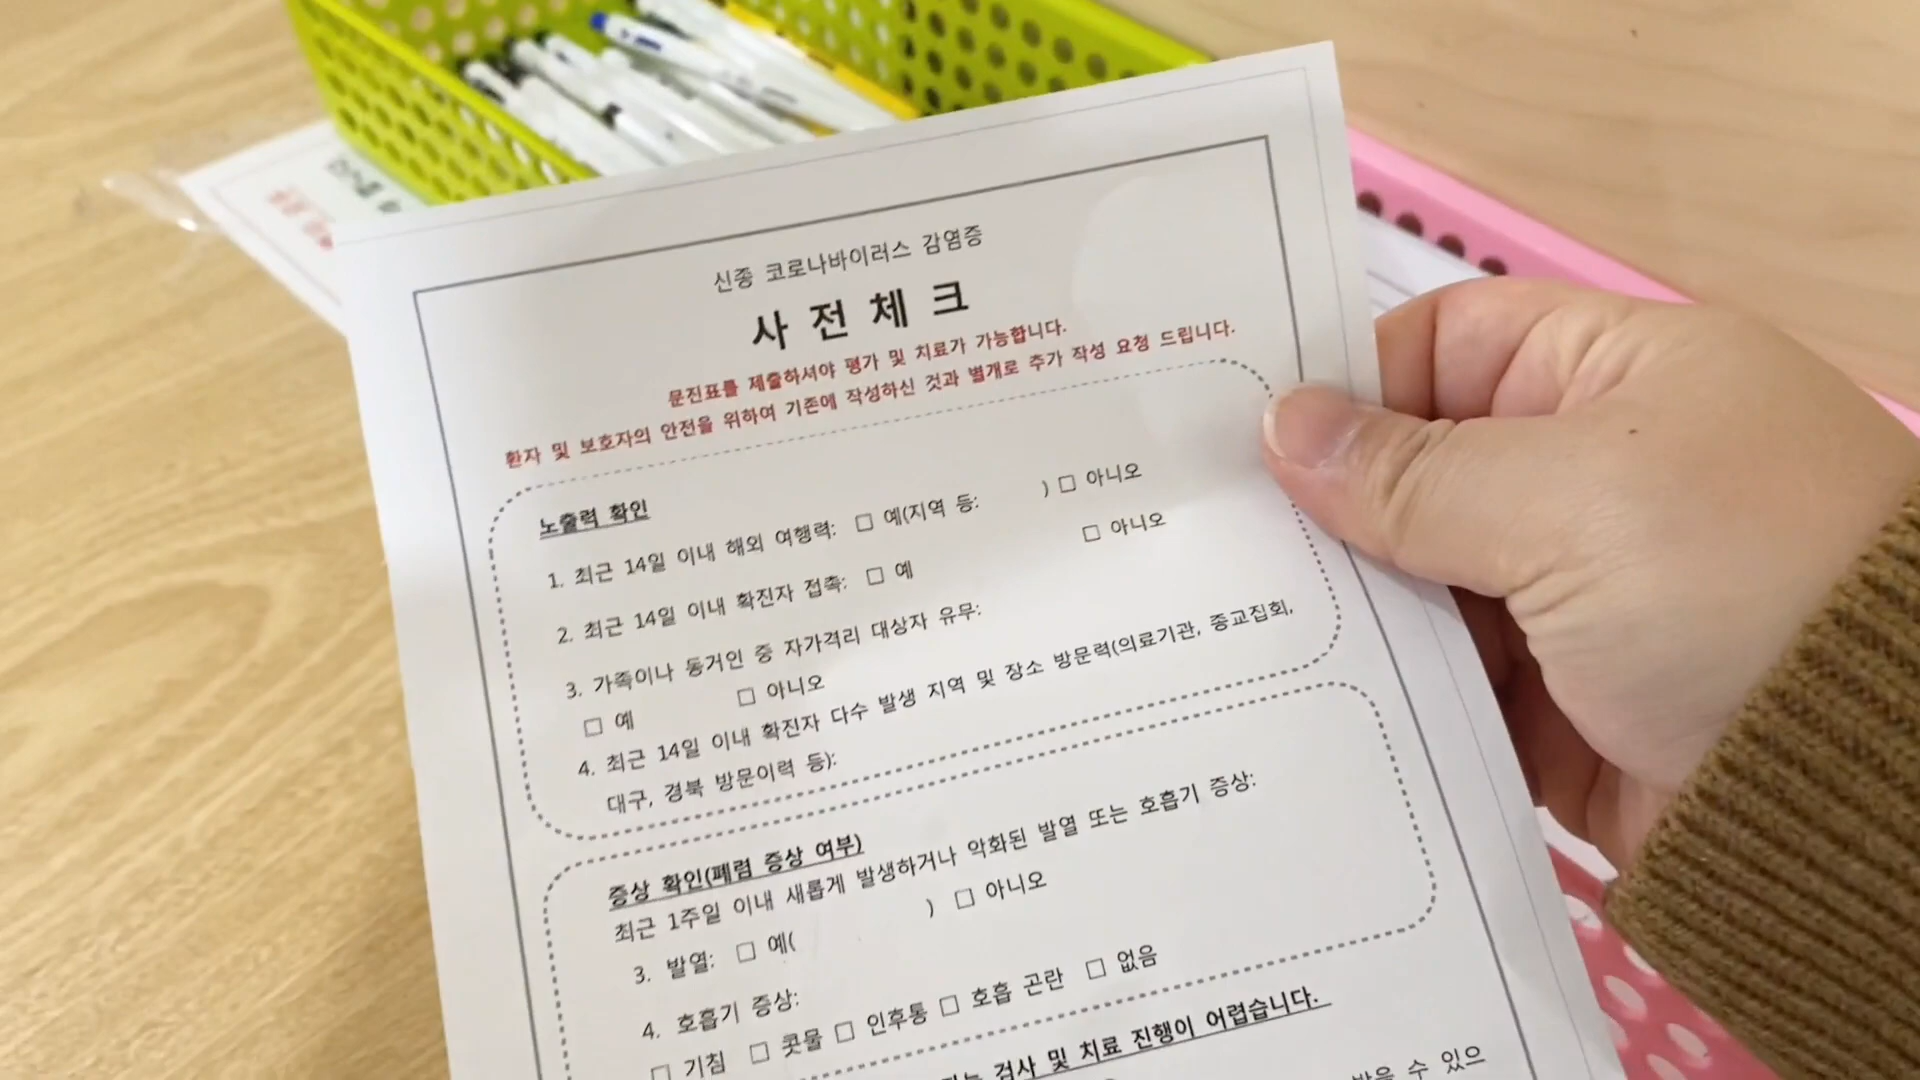 신종 코로나바이러스 감염증
사전체크
문진표를 제출하셔야 평가 및 치료가 가능합니다.
환자 및 보호자의 안전을 위하여 기존에 작성하신 것과 별개로 추가 작성 요청 드립니다.
노출력 확인
1. 최근 14일 이내 해외 여행력: □ 예(지역 등: ) □ 아니오
2. 최근 14일 이내 확진자 접촉: □ 예 □ 아니오
3. 가족이나 동거인 중 자가격리 대상자 유무:
□ 예 □ 아니오
4. 최근 14일 이내 확진자 다수 발생 지역 및 장소 방문력(의료기관, 종교집회,
대구, 경북 방문이력 등):
증상 확인(폐렴 증상 여부)
최근 1주일 이내 새롭게 발생하거나 악화된 발열 또는 호흡기 증상:
3. 발열: □ 예( ) □ 아니오
4. 호흡기 증상:
□ 기침 □ 콧물 □ 인후통 □ 호흡 곤란 □ 없음
검사 및 치료 진행이 어렵습니다.
받을 수 있으